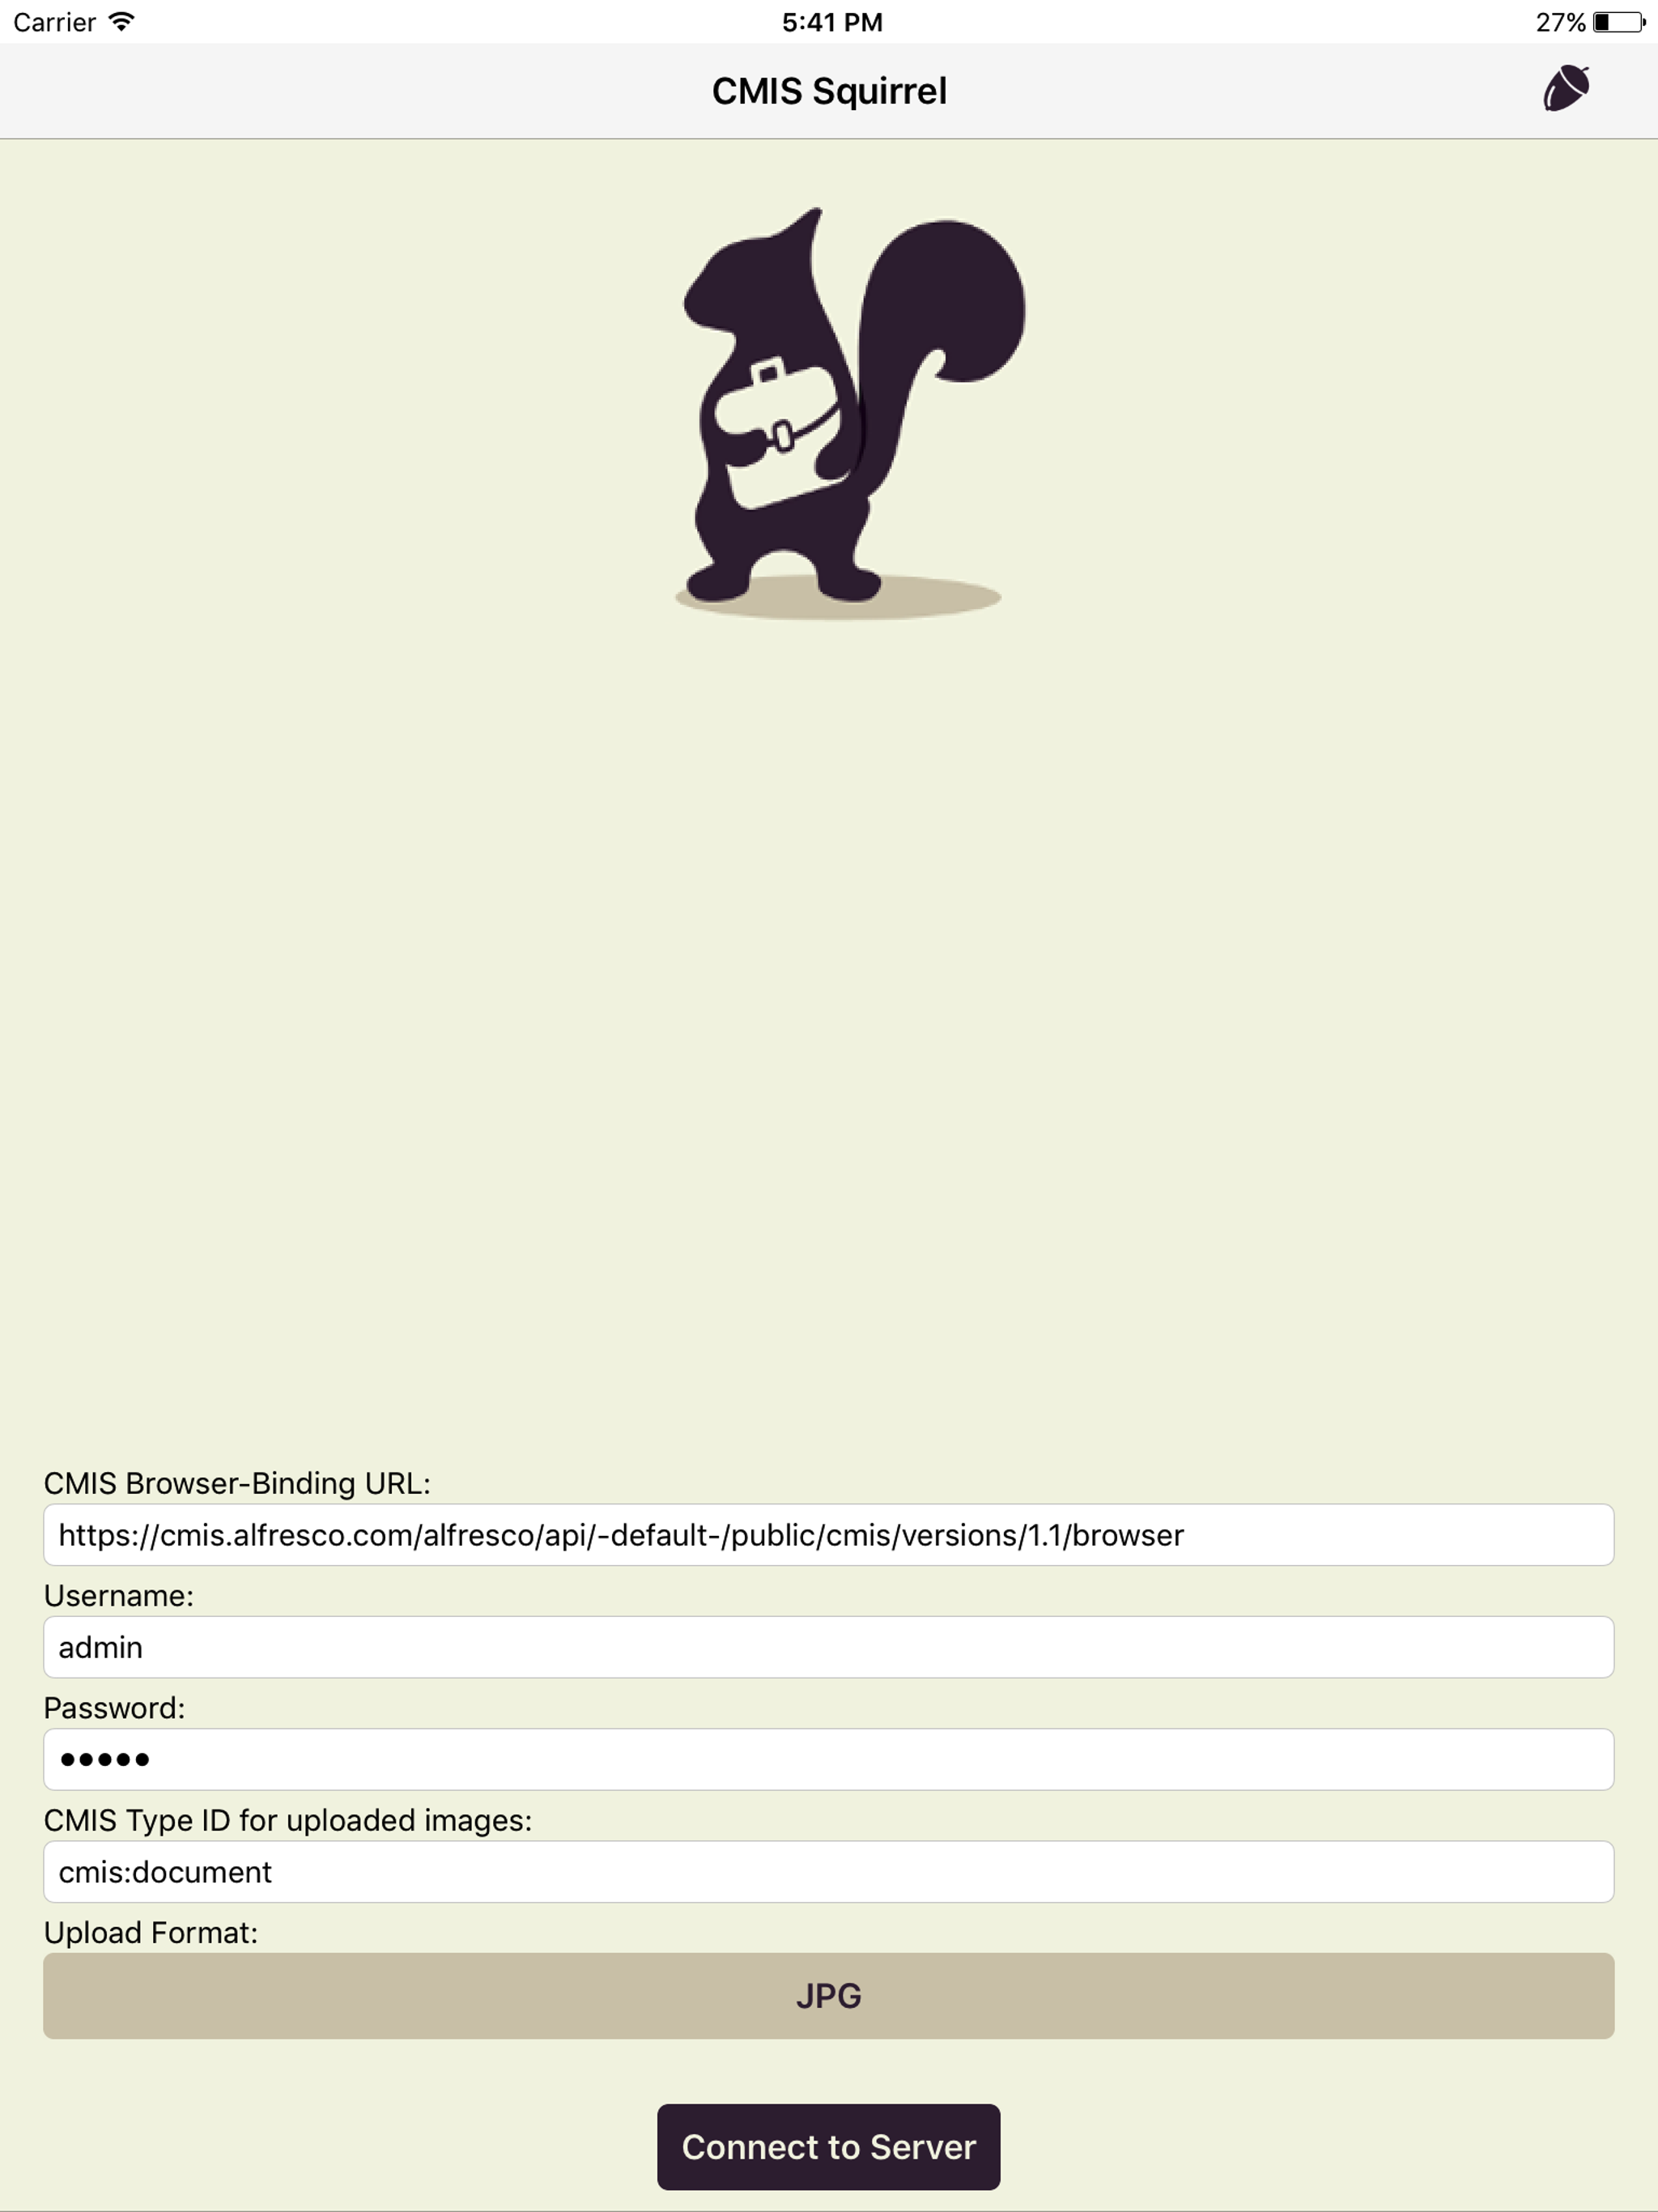 Carrier 5:41 PM 27%
CMIS Squirrel
CMIS Browser-Binding URL:
https://cmis.alfresco.com/alfresco/api/-default-/public/cmis/versions/1.1/browser
Username:
admin
Password:
•••••
CMIS Type ID for uploaded images:
cmis:document
Upload Format:
JPG
Connect to Server